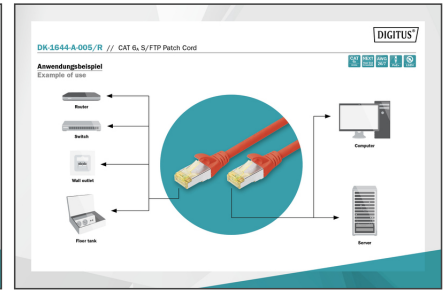 DIGITUS®
DK-1644-A-005/R // CAT 6A S/FTP Patch Cord
Anwendungsbeispiel
Example of use
Router
Switch
Wall outlet
Floor tank
Computer
Server